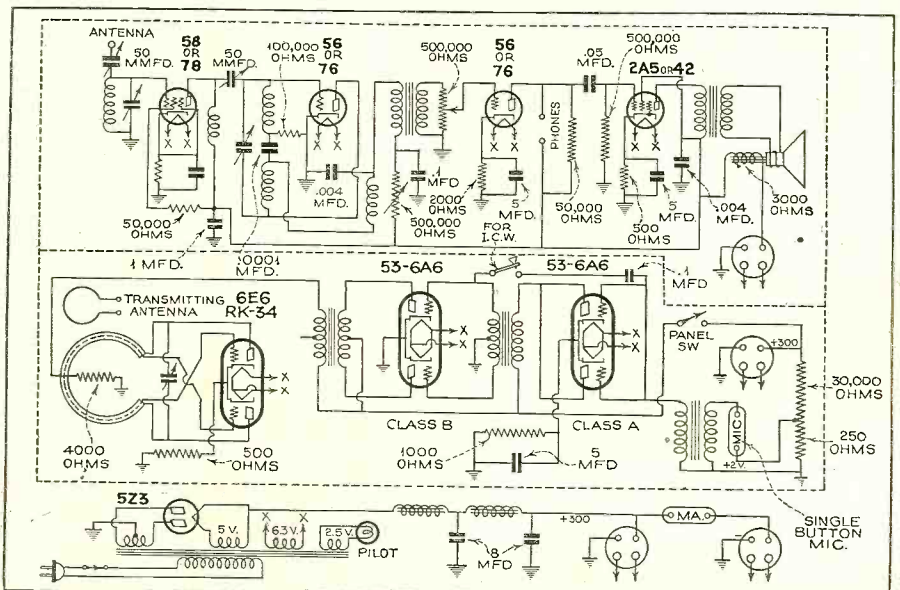 ANTENNA
50
MMFD.
58
OR
78
50
MMFD.
100,000
OHMS
56
OR
76
500,000
OHMS
56
OR
76
.05
MFD.
500,000
OHMS
2A5 OR 42
X X
X X
X X
X X
PHONES
50,000
OHMS
1 MFD.
.0001
MFD.
.004
MFD.
.1
MFD
500,000
OHMS
2000
OHMS
FOR
I.C.W.
5
MFD.
50,000
OHMS
500
OHMS
5
MFD.
.004
MFD.
3000
OHMS
TRANSMITTING
ANTENNA
6E6
RK-34
53-6A6
53-6A6
.1
MFD
X
X
X
X
X
X
PANEL
SW
+300
30,000
OHMS
250
OHMS
4000
OHMS
500
OHMS
CLASS B
CLASS A
1000
OHMS
5
MFD
MIC
+2V.
SINGLE
BUTTON
MIC.
5Z3
5 V.
X X
6.3 V.
2.5 V.
PILOT
8
MFD
+300
MA.